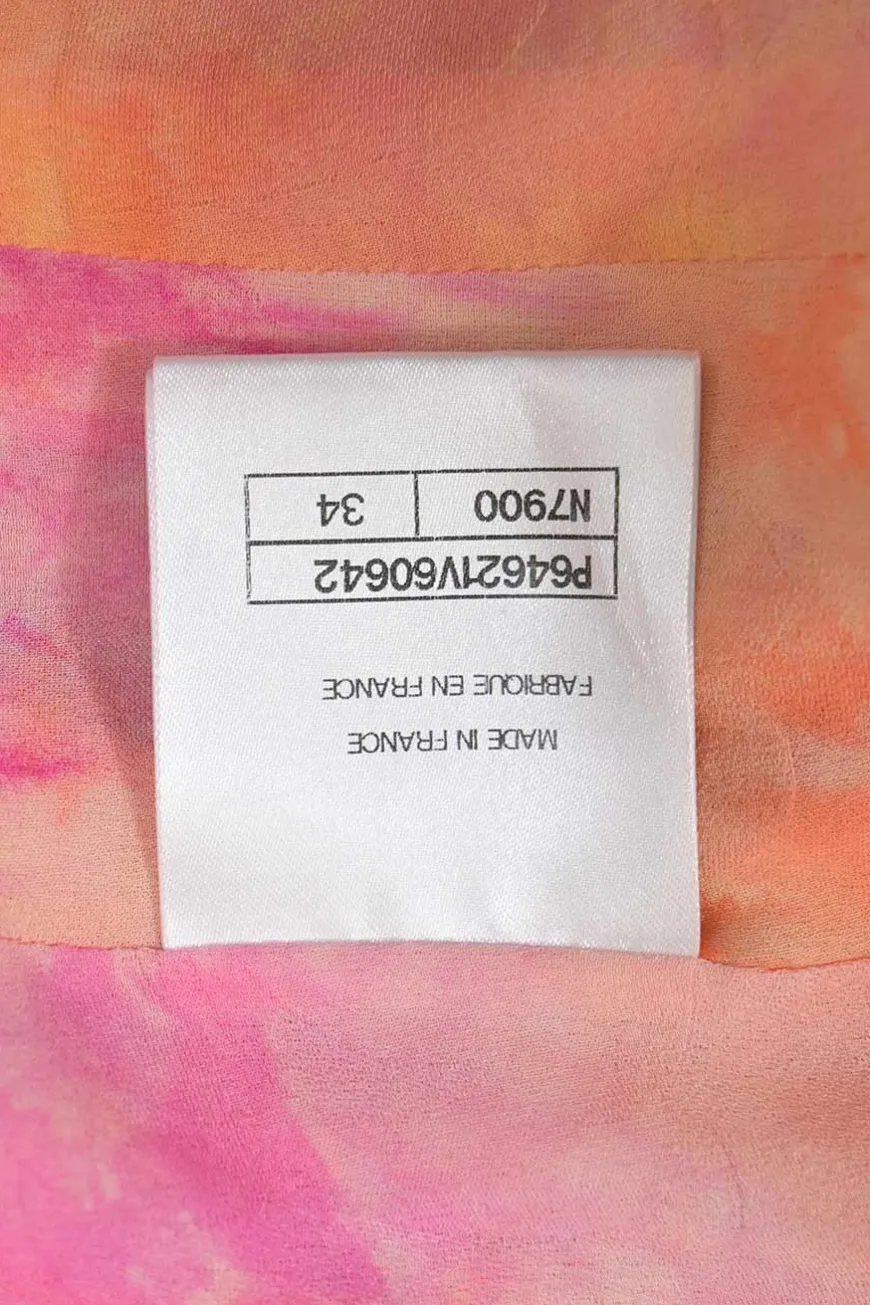 MADE IN FRANCE
FABRIQUE EN FRANCE
P64621V60642
N7900 34